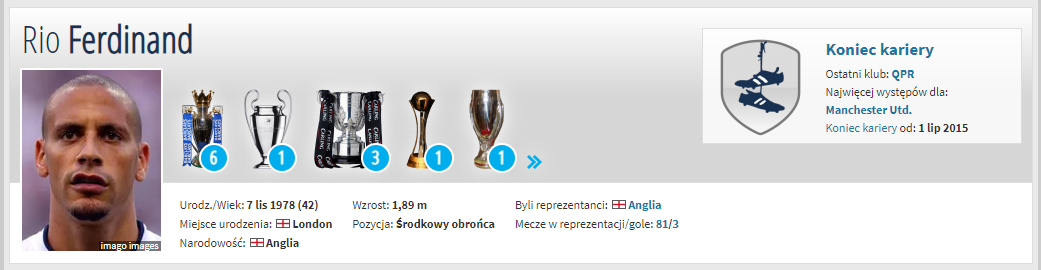 Rio Ferdinand
imago images
6
1
3
1
1
Urodz./Wiek: 7 lis 1978 (42)
Miejsce urodzenia: London
Narodowość: Anglia
Wzrost: 1,89 m
Pozycja: Środkowy obrońca
Byli reprezentanci: Anglia
Mecze w reprezentacji/gole: 81/3
Koniec kariery
Ostatni klub: QPR
Najwięcej występów dla:
Manchester Utd.
Koniec kariery od: 1 lip 2015